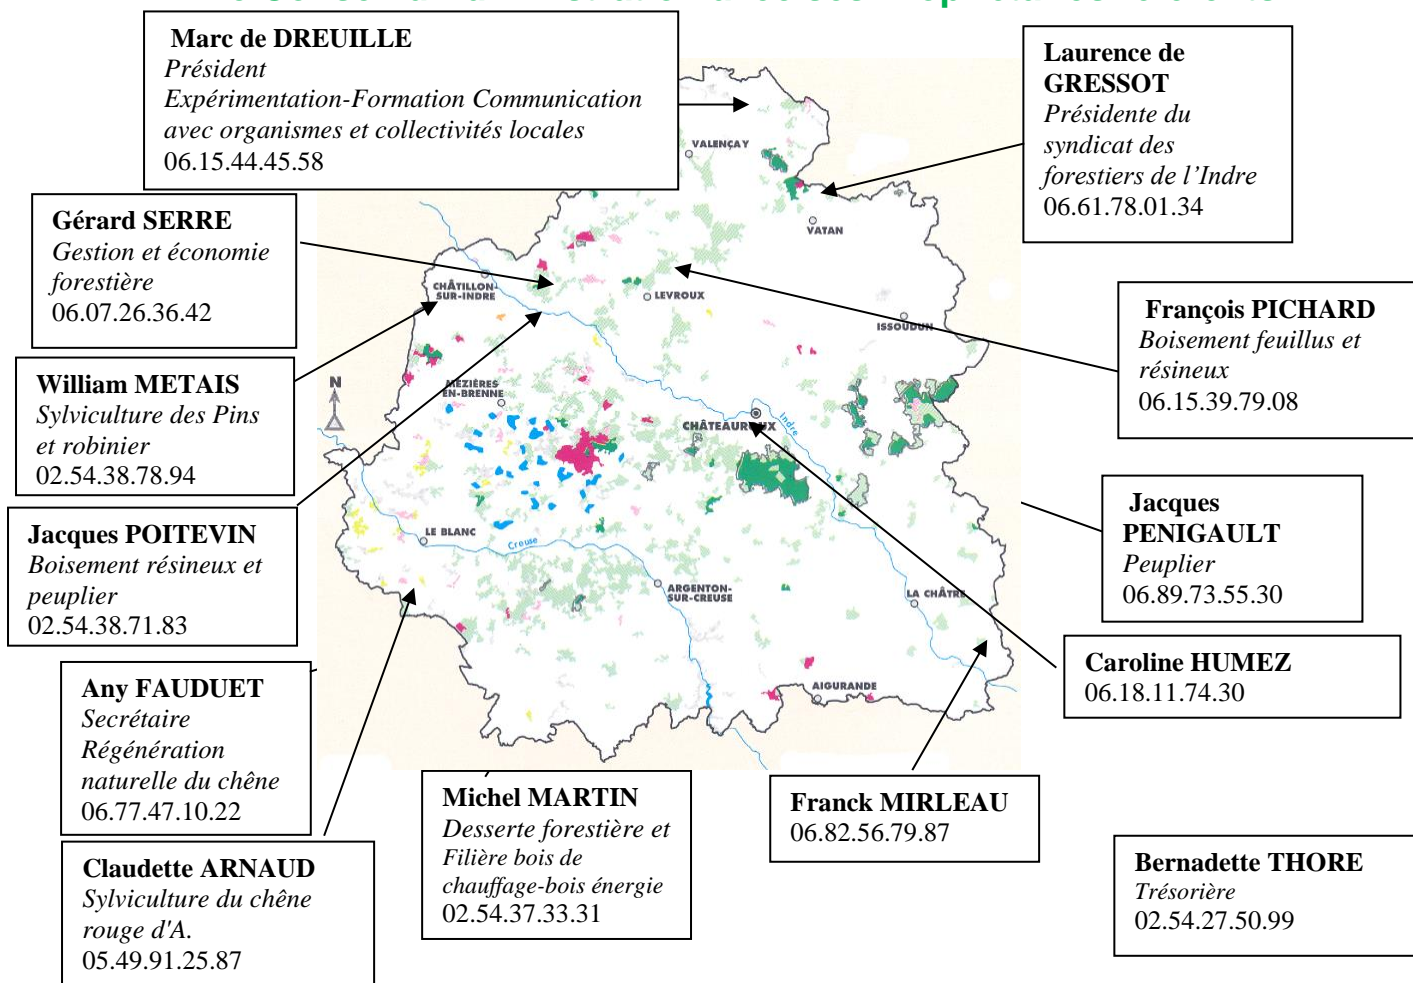 Marc de DREUILLE
Président
Expérimentation-Formation Communication
avec organismes et collectivités locales
06.15.44.45.58
Laurence de
GRESSOT
Présidente du
syndicat des
forestiers de l'Indre
06.61.78.01.34
Gérard SERRE
Gestion et économie
forestière
06.07.26.36.42
William METAIS
Sylviculture des Pins
et robinier
02.54.38.78.94
Jacques POITEVIN
Boisement résineux et
peuplier
02.54.38.71.83
Any FAUDUET
Secrétaire
Régénération
naturelle du chêne
06.77.47.10.22
Claudette ARNAUD
Sylviculture du chêne
rouge d'A.
05.49.91.25.87
Michel MARTIN
Desserte forestière et
Filière bois de
chauffage-bois énergie
02.54.37.33.31
Franck MIRLEAU
06.82.56.79.87
François PICHARD
Boisement feuillus et
résineux
06.15.39.79.08
Jacques
PENIGAULT
Peuplier
06.89.73.55.30
Caroline HUMEZ
06.18.11.74.30
Bernadette THORE
Trésorière
02.54.27.50.99
VALENÇAY
VATAN
CHÂTILLON-
SUR-INDRE
LEVROUX
ISSOUDUN
N
MÉZIÈRES
EN-BRENNE
CHÂTEAUROUX
Indre
LE BLANC
Creuse
ARGENTON-
SUR-CREUSE
LA CHÂTRE
AIGURANDE